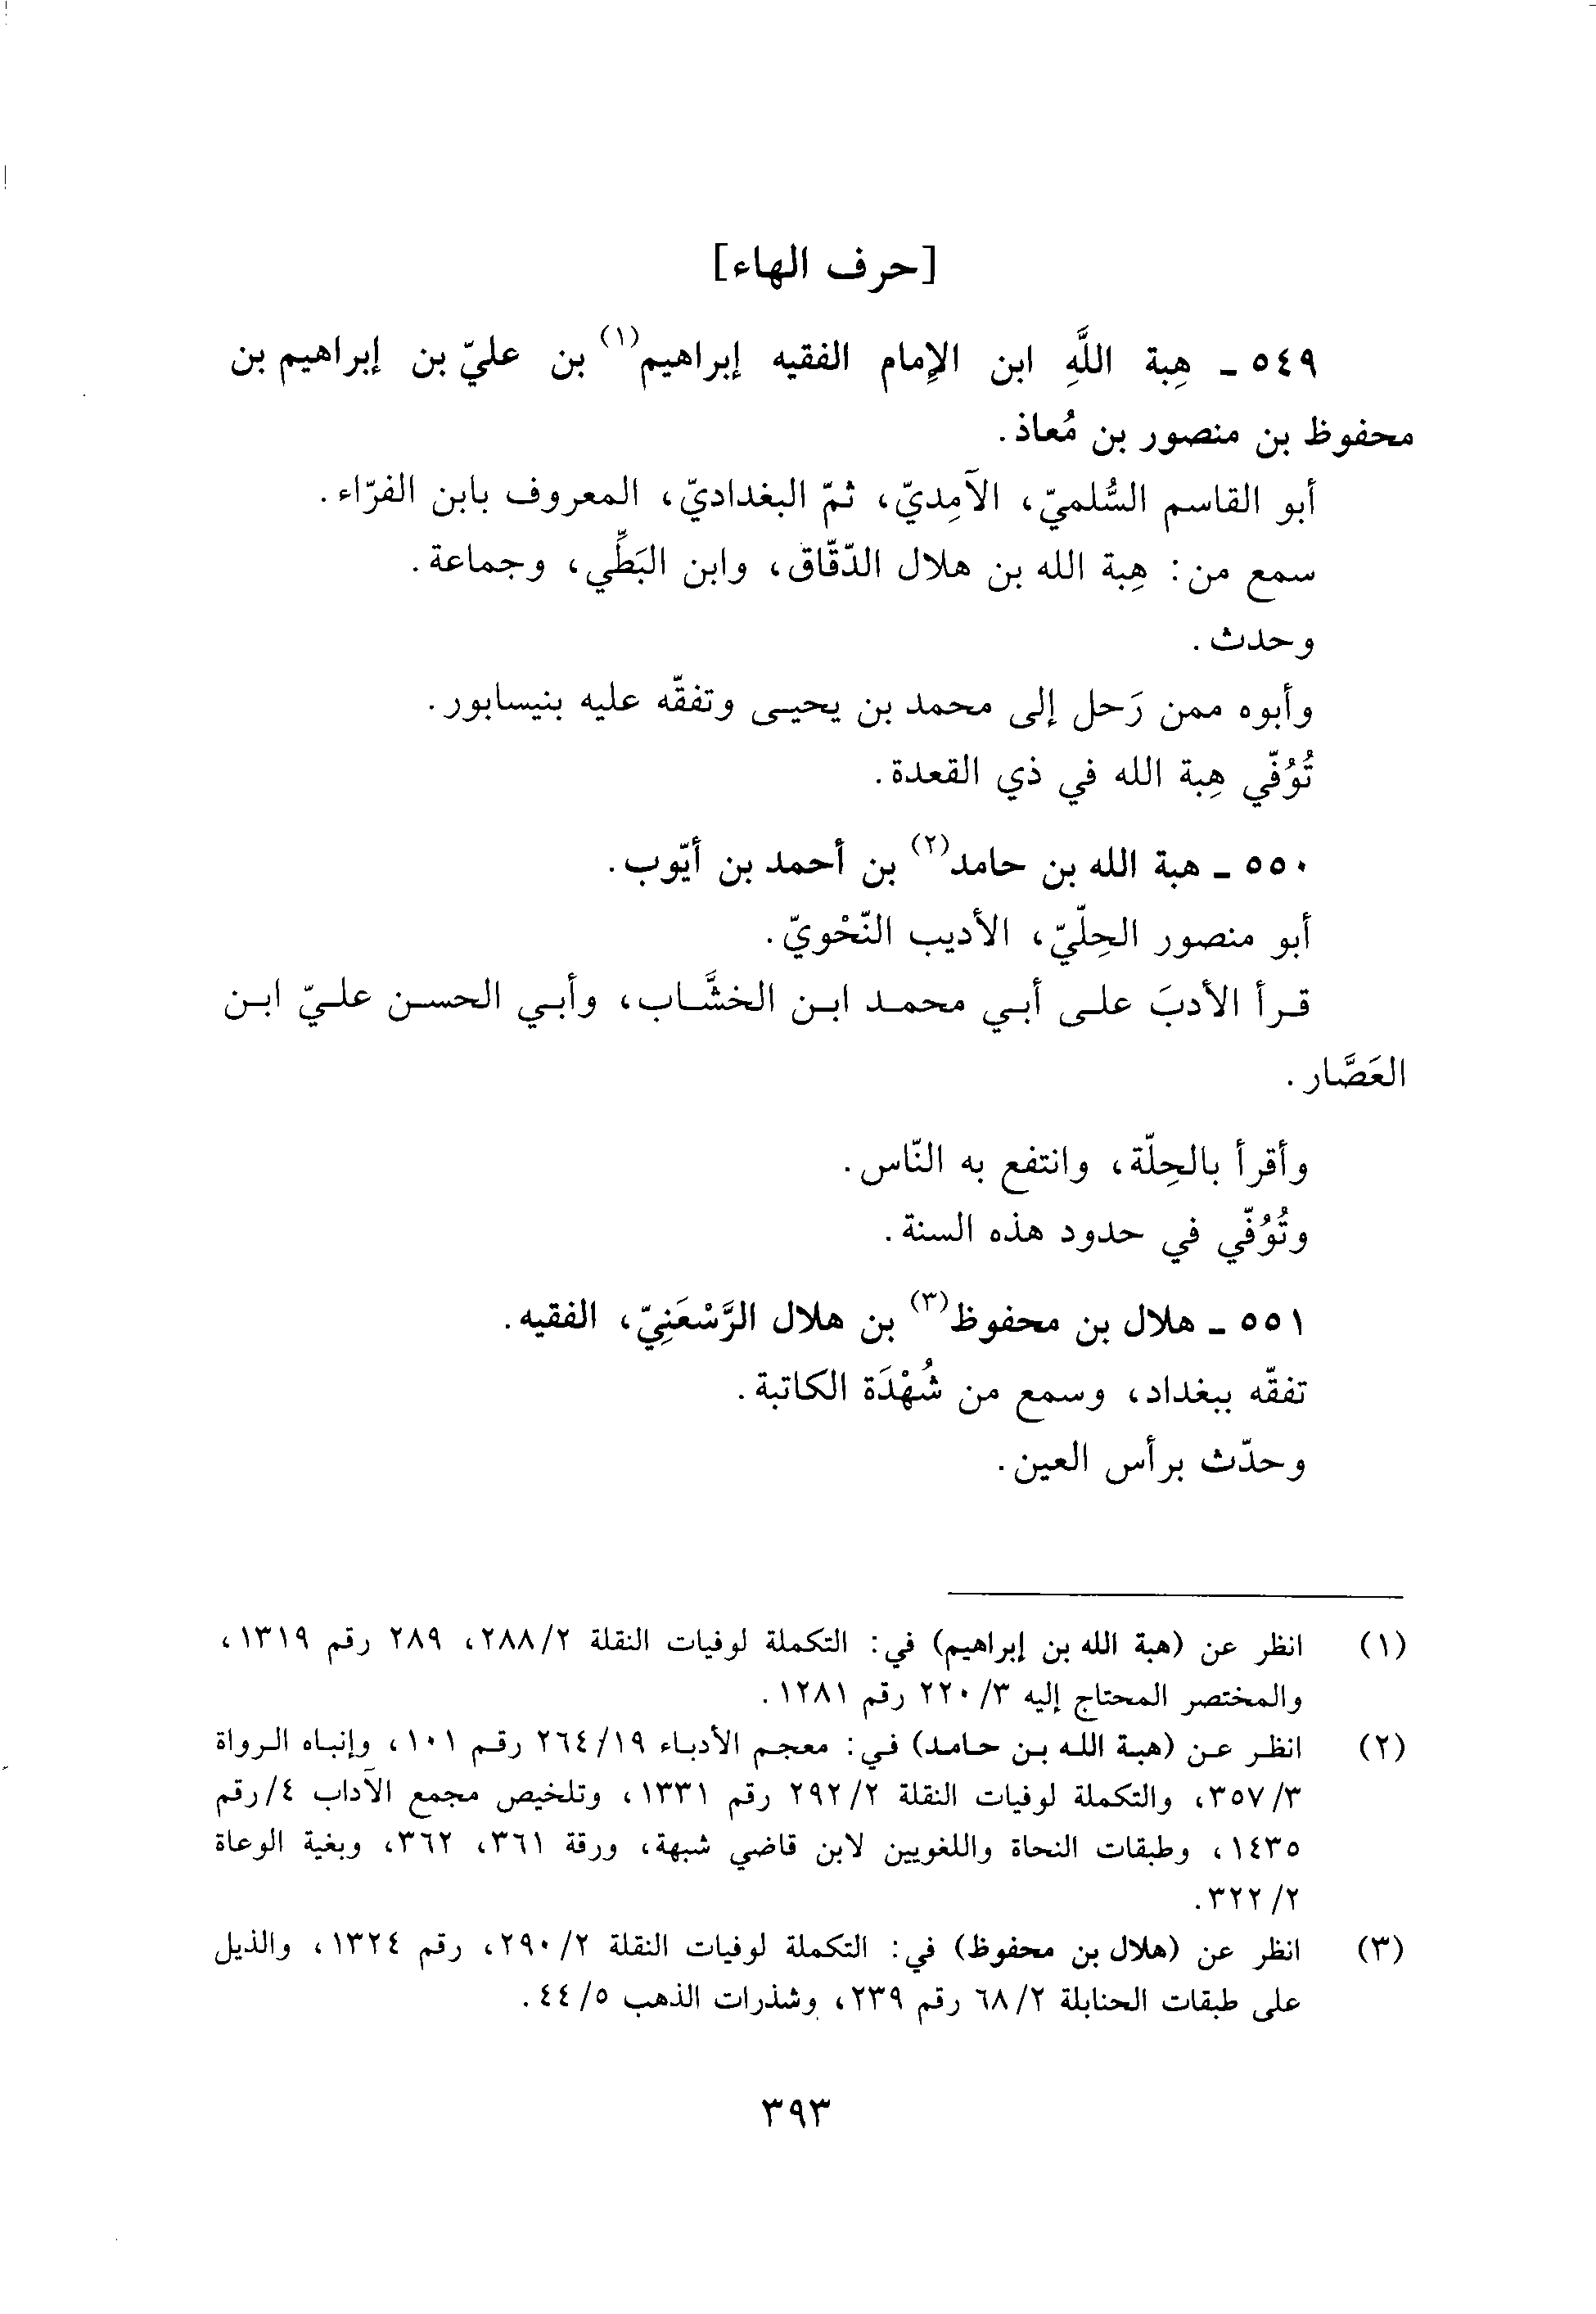 [حرف الهاء]
٥٤٩ ـ هِبة اللَّهِ ابن الإمام الفقيه إبراهيم(١) بن عليّ بن إبراهيم بن
محفوظ بن منصور بن مُعاذ.
أبو القاسم السُّلميّ، الآمِديّ، ثمّ البغداديّ، المعروف بابن الفرّاء.
سمع من: هِبة الله بن هلال الدّقّاق، وابن البَطِّي، وجماعة.
وحدث.
وأبوه ممن رَحل إلى محمد بن يحيى وتفقّه عليه بنيسابور.
تُوُفّي هِبة الله في ذي القعدة.
٥٥٠ ـ هبة الله بن حامد(٢) بن أحمد بن أيّوب.
أبو منصور الحِلّيّ، الأديب النّحْويّ.
قرأ الأدبَ على أبي محمد ابن الخشَّاب، وأبي الحسن عليّ ابن
العَصَّار.
وأقرأ بالحِلّة، وانتفع به النّاس.
وتُوُفّي في حدود هذه السنة.
٥٥١ ـ هلال بن محفوظ(٣) بن هلال الرَّسْعَنِيّ، الفقيه.
تفقّه ببغداد، وسمع من شُهْدَة الكاتبة.
وحدّث برأس العين.
(١) انظر عن (هبة الله بن إبراهيم) في: التكملة لوفيات النقلة ٢/٢٨٨، ٢٨٩ رقم ١٣١٩،
والمختصر المحتاج إليه ٣/٢٢٠ رقم ١٢٨١.
(٢) انظر عن (هبة الله بن حامد) في: معجم الأدباء ١٩/٢٦٤ رقم ١٠١، وإنباه الرواة
٣/٣٥٧، والتكملة لوفيات النقلة ٢/٢٩٢ رقم ١٣٣١، وتلخيص مجمع الآداب ٤/رقم
١٤٣٥، وطبقات النحاة واللغويين لابن قاضي شبهة، ورقة ٣٦١، ٣٦٢، وبغية الوعاة
٢/٣٢٢.
(٣) انظر عن (هلال بن محفوظ) في: التكملة لوفيات النقلة ٢/٢٩٠، رقم ١٣٢٤، والذيل
على طبقات الحنابلة ٢/٦٨ رقم ٢٣٩، وشذرات الذهب ٥/٤٤.
٣٩٣